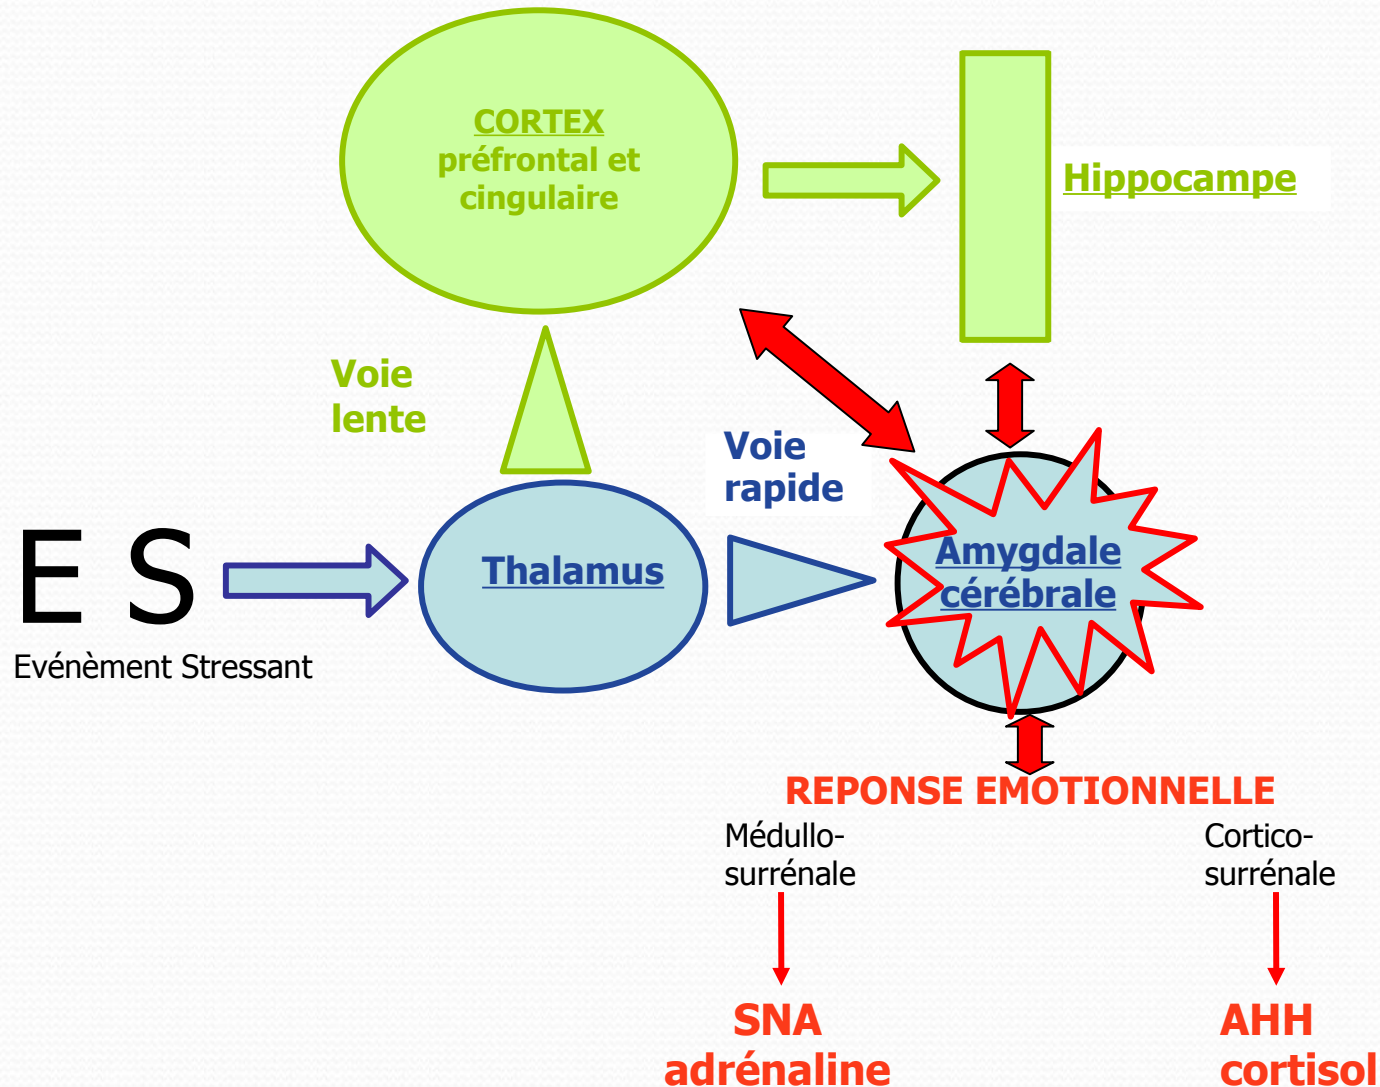 CORTEX
préfrontal et
cingulaire
Hippocampe
Voie
lente
Voie
rapide
E S
Evénèment Stressant
Thalamus
Amygdale
cérébrale
REPONSE EMOTIONNELLE
Médullo-
surrénale
Cortico-
surrénale
SNA
adrénaline
AHH
cortisol